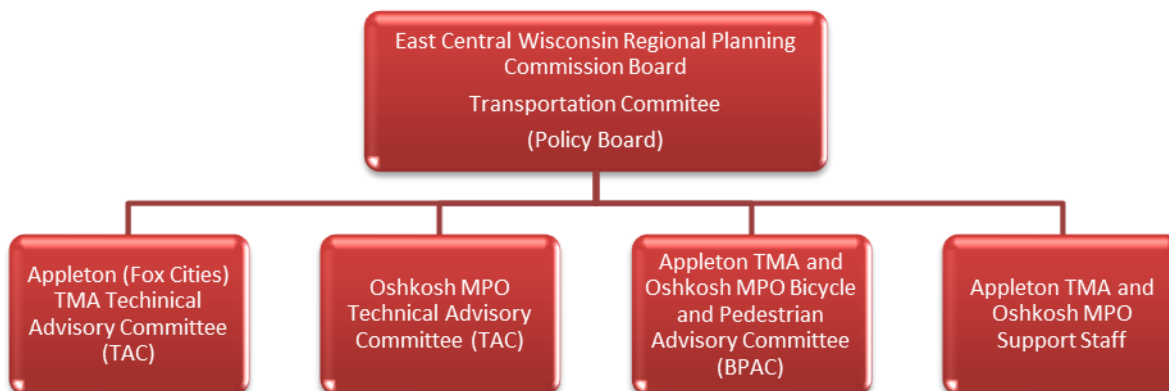 East Central Wisconsin Regional Planning
Commission Board
Transportation Commitee
(Policy Board)
Appleton (Fox Cities)
TMA Techinical
Advisory Committee
(TAC)
Oshkosh MPO
Technical Advisory
Committee (TAC)
Appleton TMA and
Oshkosh MPO Bicycle
and Pedestrian
Advisory Committee
(BPAC)
Appleton TMA and
Oshkosh MPO
Support Staff